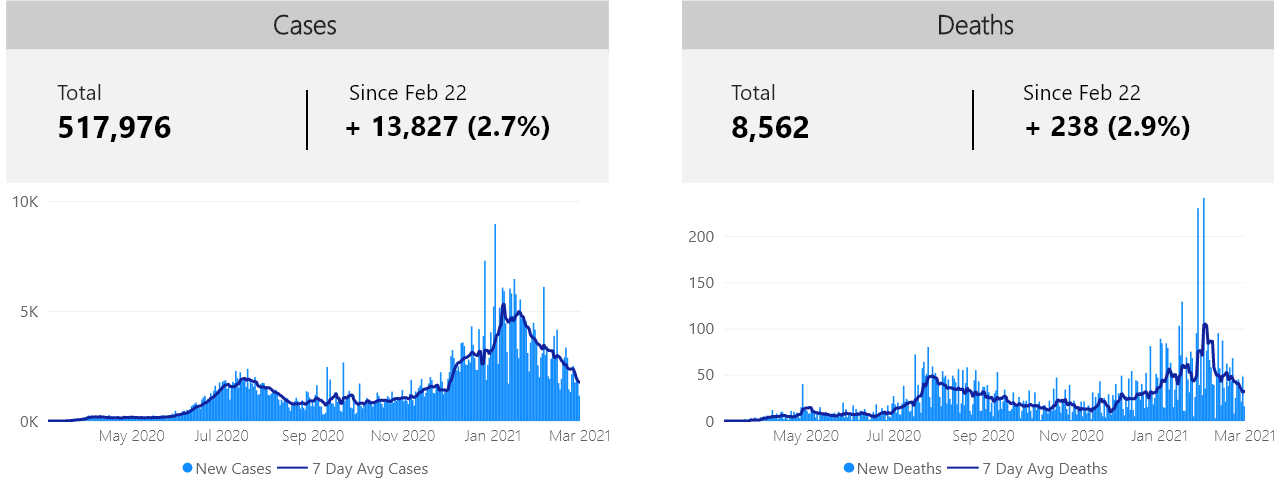 Cases
Total
517,976
Since Feb 22
+ 13,827 (2.7%)
10K
5K
0K
May 2020 Jul 2020 Sep 2020 Nov 2020 Jan 2021 Mar 2021
New Cases 7 Day Avg Cases
Deaths
Total
8,562
Since Feb 22
+ 238 (2.9%)
200
150
100
50
0
May 2020 Jul 2020 Sep 2020 Nov 2020 Jan 2021 Mar 2021
New Deaths 7 Day Avg Deaths